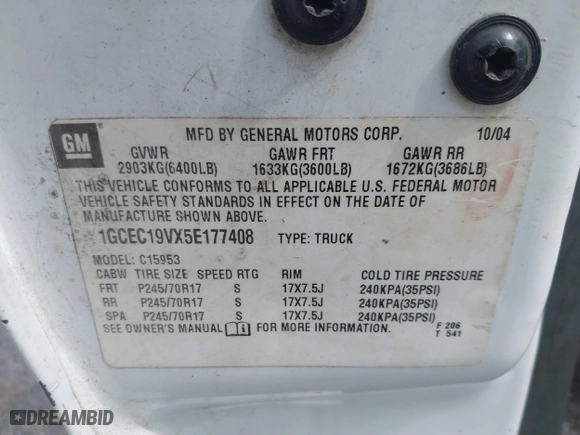 GM
MFD BY GENERAL MOTORS CORP. 10/04
GVWR GAWR FRT GAWR RR
2903KG(6400LB) 1633KG(3600LB) 1672KG(3686LB)
THIS VEHICLE CONFORMS TO ALL APPLICABLE U.S. FEDERAL MOTOR
VEHICLE SAFETY STANDARDS IN EFFECT ON THE DATE OF
MANUFACTURE SHOWN ABOVE.
1GCEC19VX5E177408 TYPE: TRUCK
MODEL: C15953
CABW TIRE SIZE SPEED RTG RIM COLD TIRE PRESSURE
FRT P245/70R17 S 17X7.5J 240KPA(35PSI)
RR P245/70R17 S 17X7.5J 240KPA(35PSI)
SPA P245/70R17 S 17X7.5J 240KPA(35PSI)
SEE OWNER'S MANUAL FOR MORE INFORMATION. F 206
T 541
DREAMBID